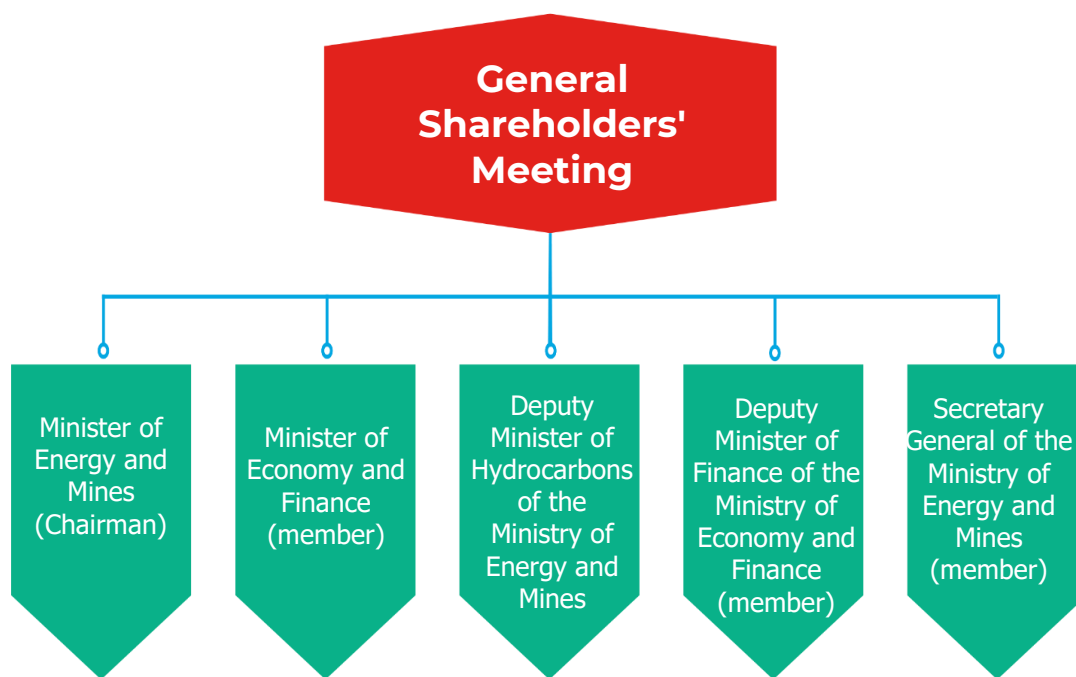 General
Shareholders'
Meeting
Minister of
Energy and
Mines
(Chairman)
Minister of
Economy and
Finance
(member)
Deputy
Minister of
Hydrocarbons
of the
Ministry of
Energy and
Mines
Deputy
Minister of
Finance of the
Ministry of
Economy and
Finance
(member)
Secretary
General of the
Ministry of
Energy and
Mines
(member)